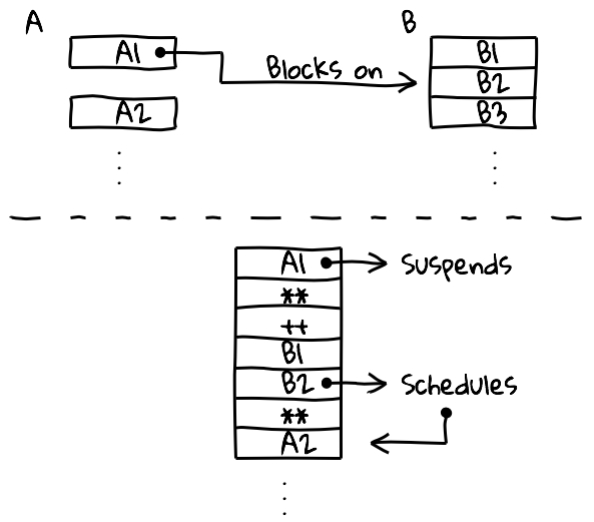 A
B
A1
Blocks on
B1
B2
A2
B3
A1
Suspends
**
++
B1
B2
Schedules
**
A2